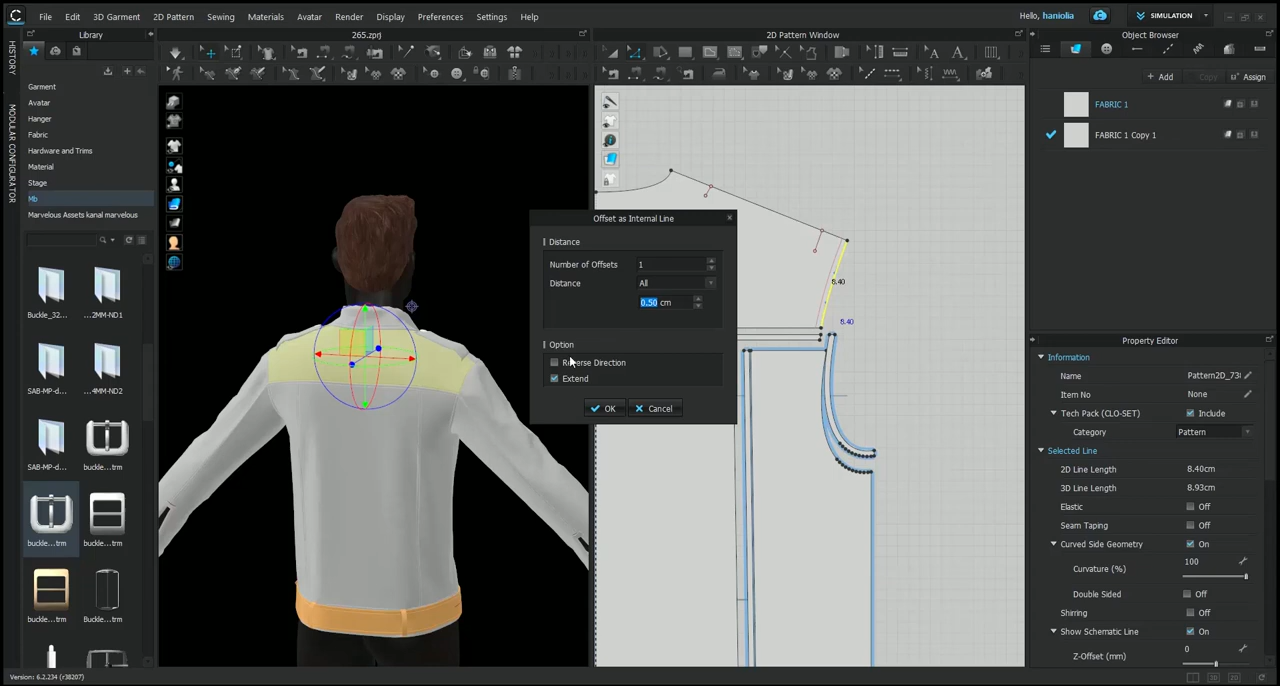 File Edit 3D Garment 2D Pattern Sewing Materials Avatar Render Display Preferences Settings Help
Hello, haniolia
SIMULATION
Library
265.zprj
2D Pattern Window
Object Browser
HISTORY
MODULAR CONFIGURATOR
Garment
Avatar
Hanger
Fabric
Hardware and Trims
Material
Stage
Mb
Marvelous Assets kanal marvelous
Buckle_32... ...2MM-ND1
SAB-MP-d... ...4MM-ND2
SAB-MP-d... buckle...trm
buckle...trm buckle...trm
buckle...trm Buckle...trm
Offset as Internal Line
Distance
Number of Offsets 1
Distance All
0.50 cm
Option
Reverse Direction
Extend
OK Cancel
8.40
8.40
Add Copy Assign
FABRIC 1
FABRIC 1 Copy 1
Property Editor
Information
Name Pattern2D_73
Item No None
Tech Pack (CLO-SET) Include
Category Pattern
Selected Line
2D Line Length 8.40cm
3D Line Length 8.93cm
Elastic Off
Seam Taping Off
Curved Side Geometry On
Curvature (%) 100
Double Sided Off
Shirring Off
Show Schematic Line On
Z-Offset (mm) 0
Version: 6.2.234 (r38207)
3D 2D